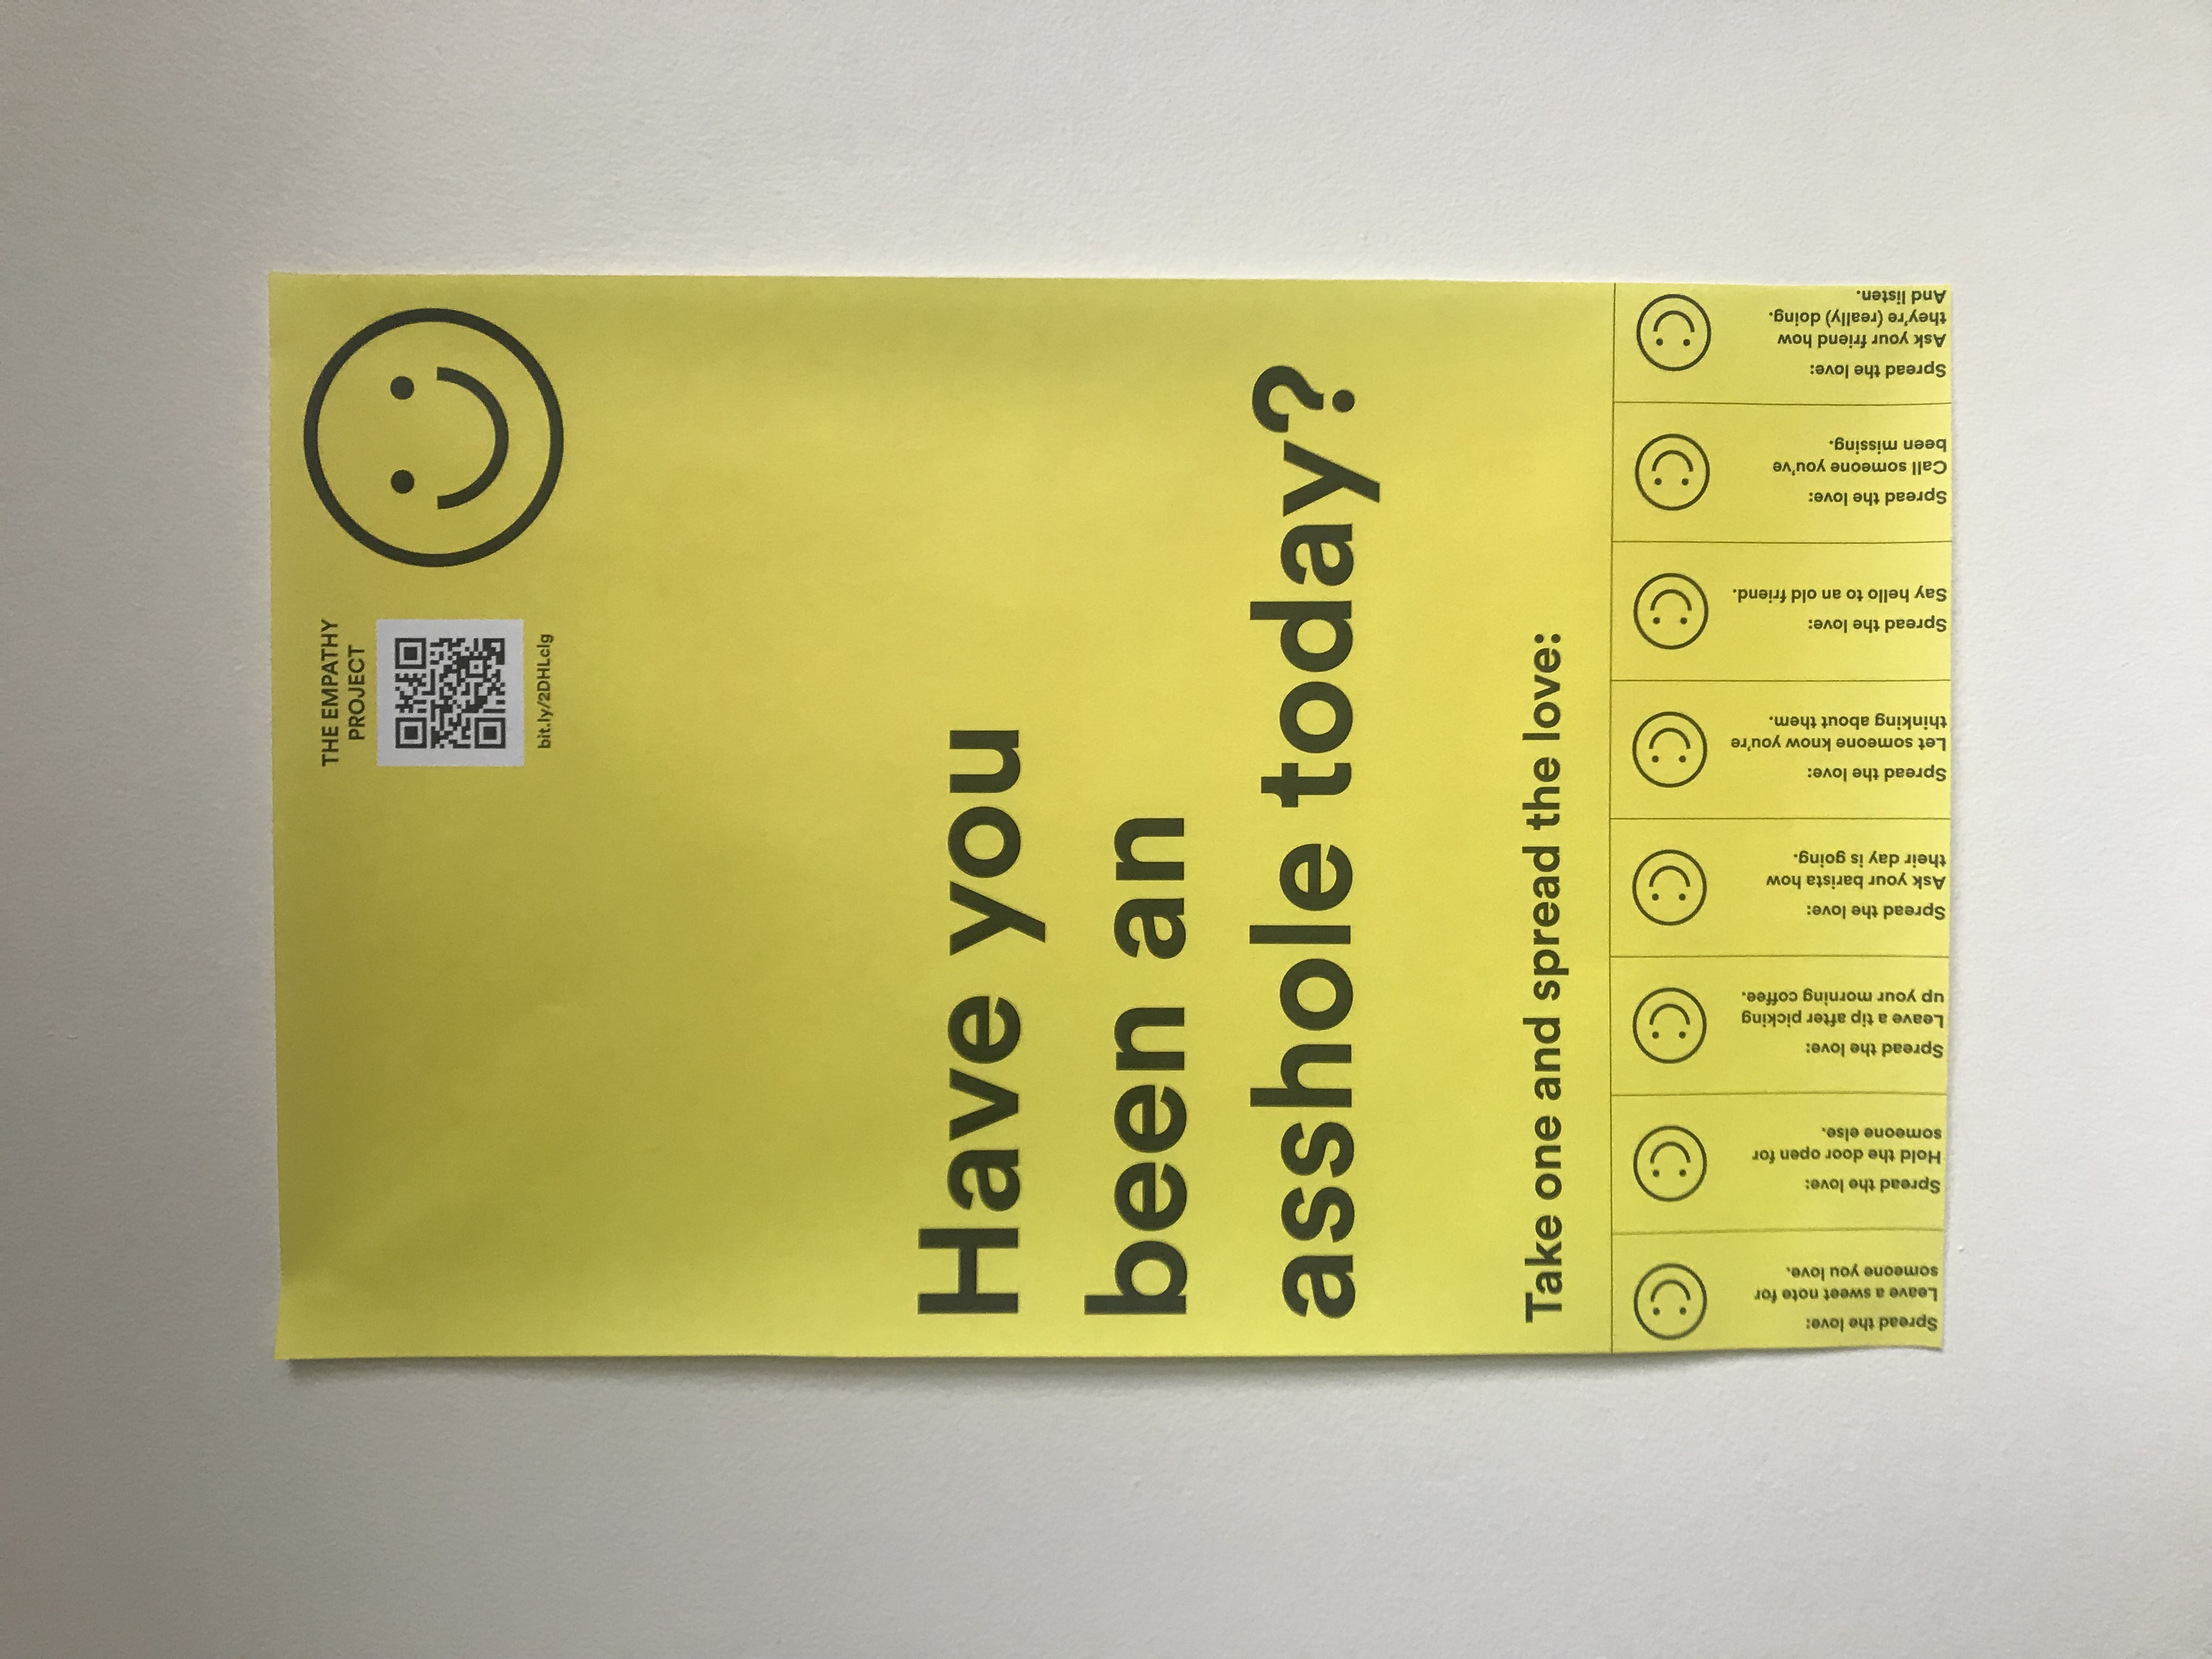 THE EMPATHY
PROJECT
bit.ly/2DHLclg
Have you
been an
asshole today?
Take one and spread the love:
Spread the love:
Leave a sweet note for
someone you love.
Spread the love:
Hold the door open for
someone else.
Spread the love:
Leave a tip after picking
up your morning coffee.
Spread the love:
Ask your barista how
their day is going.
Spread the love:
Let someone know you're
thinking about them.
Spread the love:
Say hello to an old friend.
Spread the love:
Call someone you've
been missing.
Spread the love:
Ask your friend how
they're (really) doing.
And listen.